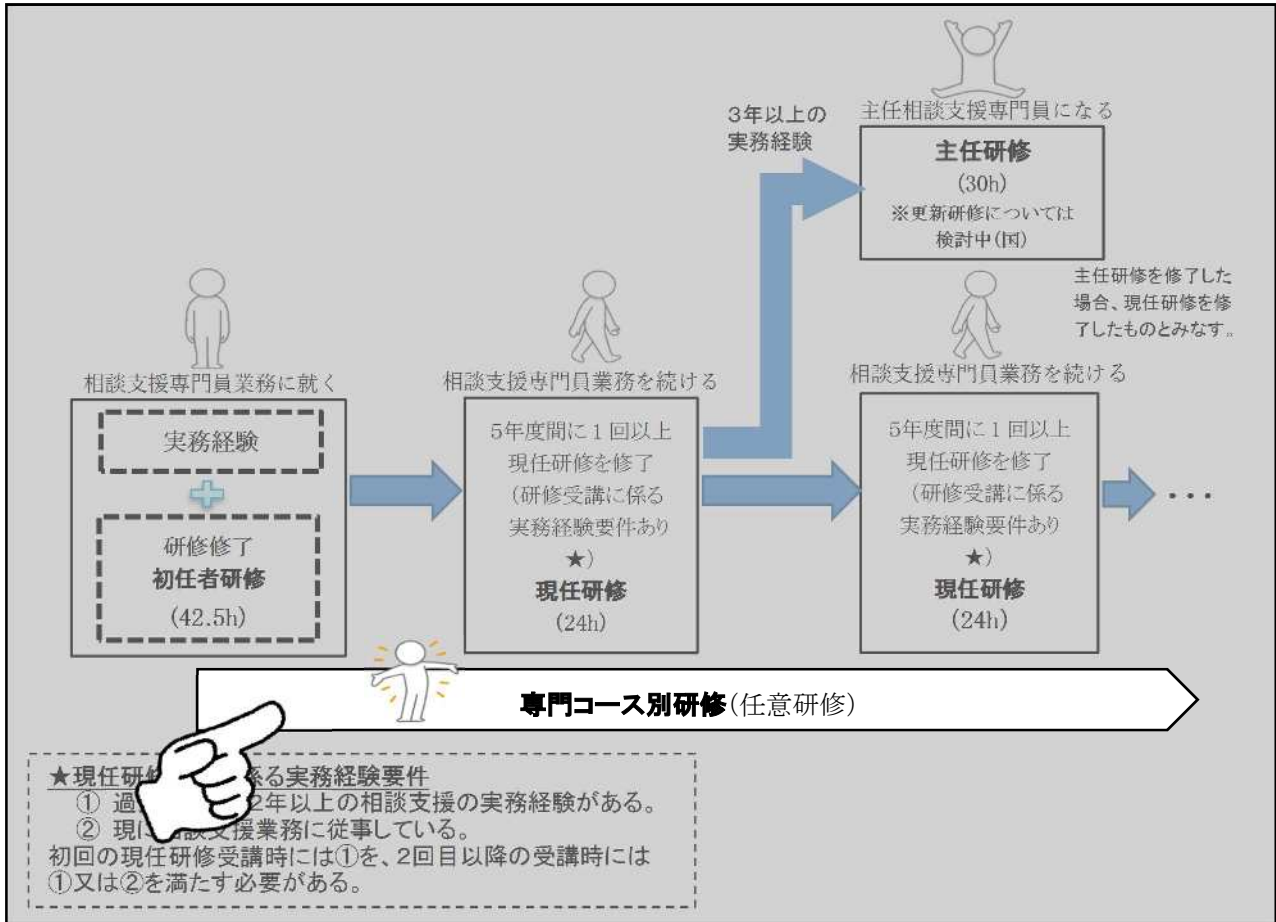 3年以上の
実務経験
主任相談支援専門員になる
主任研修
(30h)
※更新研修については
検討中(国)
主任研修を修了した
場合、現任研修を修
了したものとみなす。
相談支援専門員業務に就く
実務経験
研修修了
初任者研修
(42.5h)
相談支援専門員業務を続ける
5年度間に1回以上
現任研修を修了
(研修受講に係る
実務経験要件あり
★)
現任研修
(24h)
相談支援専門員業務を続ける
5年度間に1回以上
現任研修を修了
(研修受講に係る
実務経験要件あり
★)
現任研修
(24h)
・・・
専門コース別研修(任意研修)
★現任研 係る実務経験要件
① 過 2年以上の相談支援の実務経験がある。
② 現に相談支援業務に従事している。
初回の現任研修受講時には①を、2回目以降の受講時には
①又は②を満たす必要がある。